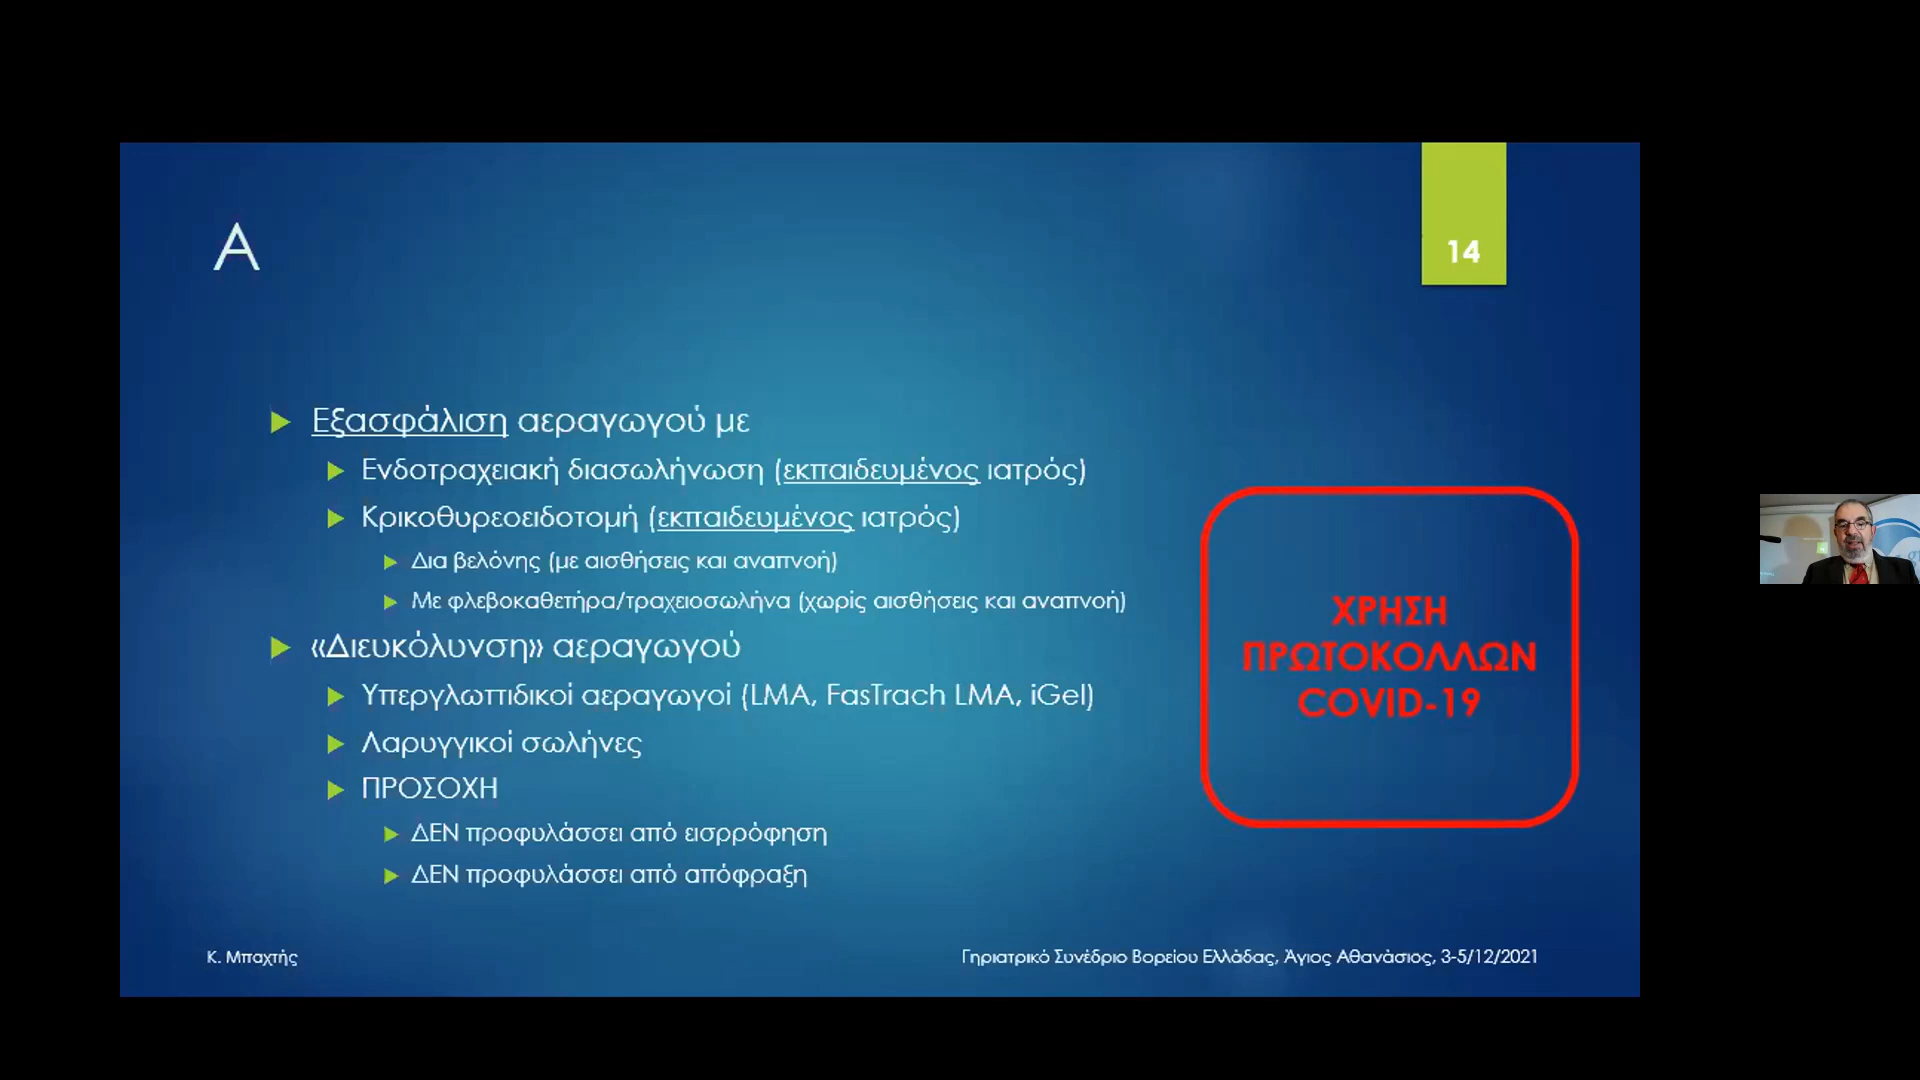 Α
14
Εξασφάλιση αεραγωγού με
Ενδοτραχειακή διασωλήνωση (εκπαιδευμένος ιατρός)
Κρικοθυρεοειδοτομή (εκπαιδευμένος ιατρός)
Δια βελόνης (με αισθήσεις και αναπνοή)
Με φλεβοκαθετήρα/τραχειοσωλήνα (χωρίς αισθήσεις και αναπνοή)
«Διευκόλυνση» αεραγωγού
Υπεργλωττιδικοί αεραγωγοί (LMA, FasTrach LMA, iGel)
Λαρυγγικοί σωλήνες
ΠΡΟΣΟΧΗ
ΔΕΝ προφυλάσσει από εισρρόφηση
ΔΕΝ προφυλάσσει από απόφραξη
ΧΡΗΣΗ
ΠΡΩΤΟΚΟΛΛΩΝ
COVID-19
Κ. Μπαχτής
Γηριατρικό Συνέδριο Βορείου Ελλάδας, Άγιος Αθανάσιος, 3-5/12/2021